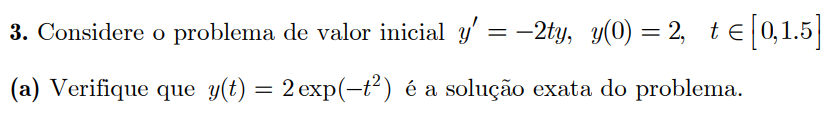 3. Considere o problema de valor inicial y′ = −2ty, y(0) = 2, t ∈ [0,1.5]
(a) Verifique que y(t) = 2 exp(−t²) é a solução exata do problema.